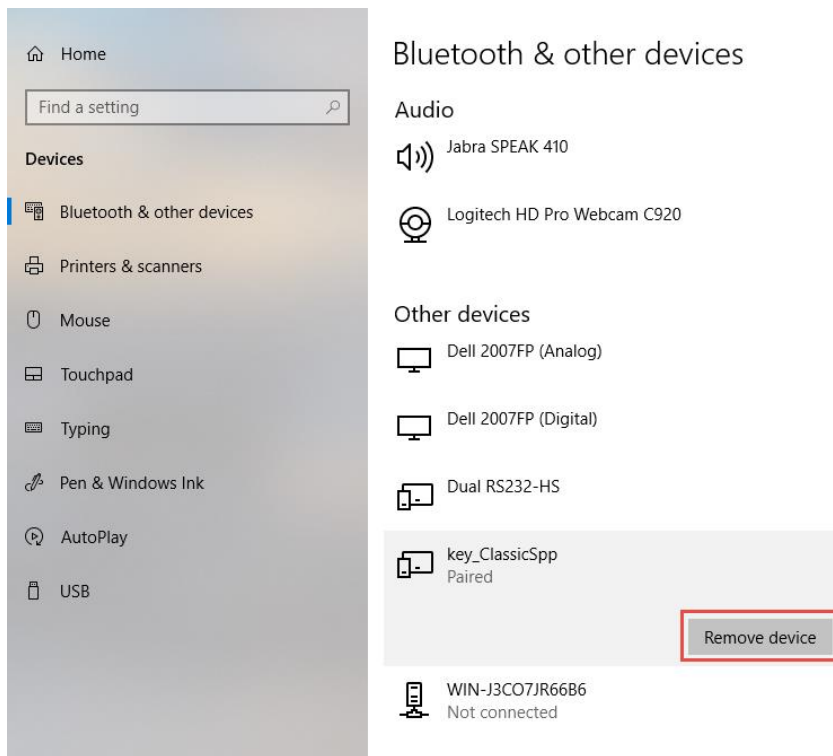 Home
Find a setting
Devices
Bluetooth & other devices
Printers & scanners
Mouse
Touchpad
Typing
Pen & Windows Ink
AutoPlay
USB
Bluetooth & other devices
Audio
Jabra SPEAK 410
Logitech HD Pro Webcam C920
Other devices
Dell 2007FP (Analog)
Dell 2007FP (Digital)
Dual RS232-HS
key_ClassicSpp
Paired
Remove device
WIN-J3CO7JR66B6
Not connected